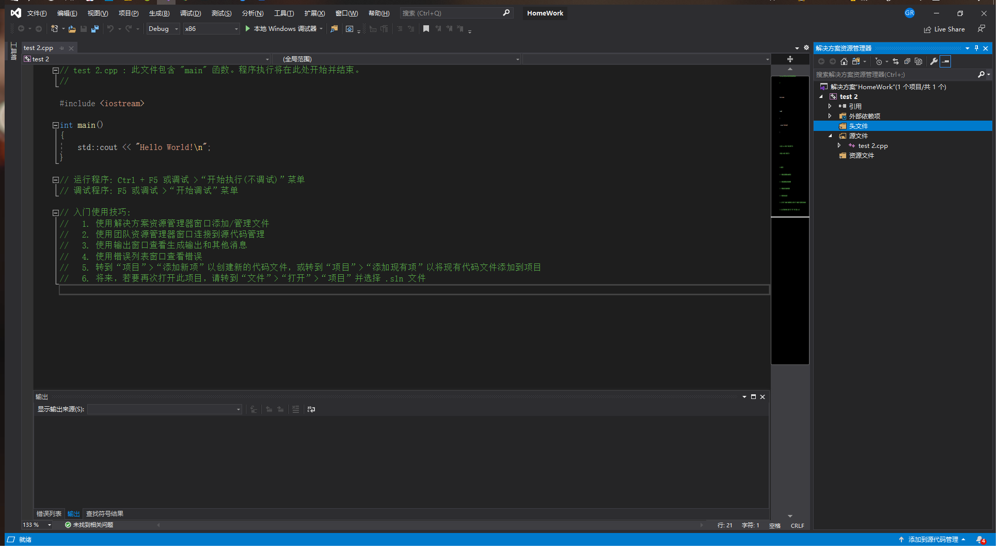 文件(F) 编辑(E) 视图(V) 项目(P) 生成(B) 调试(D) 测试(S) 分析(N) 工具(T) 扩展(X) 窗口(W) 帮助(H) 搜索 (Ctrl+Q) HomeWork GR
Debug x86 本地 Windows 调试器 Live Share
工具箱
test 2.cpp
test 2 (全局范围)
// test 2.cpp : 此文件包含 "main" 函数。程序执行将在此处开始并结束。
//
#include <iostream>
int main()
{
std::cout << "Hello World!\n";
}
// 运行程序: Ctrl + F5 或调试 >“开始执行(不调试)”菜单
// 调试程序: F5 或调试 >“开始调试”菜单
// 入门使用技巧:
//   1. 使用解决方案资源管理器窗口添加/管理文件
//   2. 使用团队资源管理器窗口连接到源代码管理
//   3. 使用输出窗口查看生成输出和其他消息
//   4. 使用错误列表窗口查看错误
//   5. 转到“项目”>“添加新项”以创建新的代码文件，或转到“项目”>“添加现有项”以将现有代码文件添加到项目
//   6. 将来，若要再次打开此项目，请转到“文件”>“打开”>“项目”并选择 .sln 文件
输出
显示输出来源(S):
错误列表 输出 查找符号结果
133 % 未找到相关问题 行: 21 字符: 1 空格 CRLF
解决方案资源管理器
搜索解决方案资源管理器(Ctrl+;)
解决方案"HomeWork"(1 个项目/共 1 个)
test 2
引用
外部依赖项
头文件
源文件
test 2.cpp
资源文件
就绪 添加到源代码管理 4